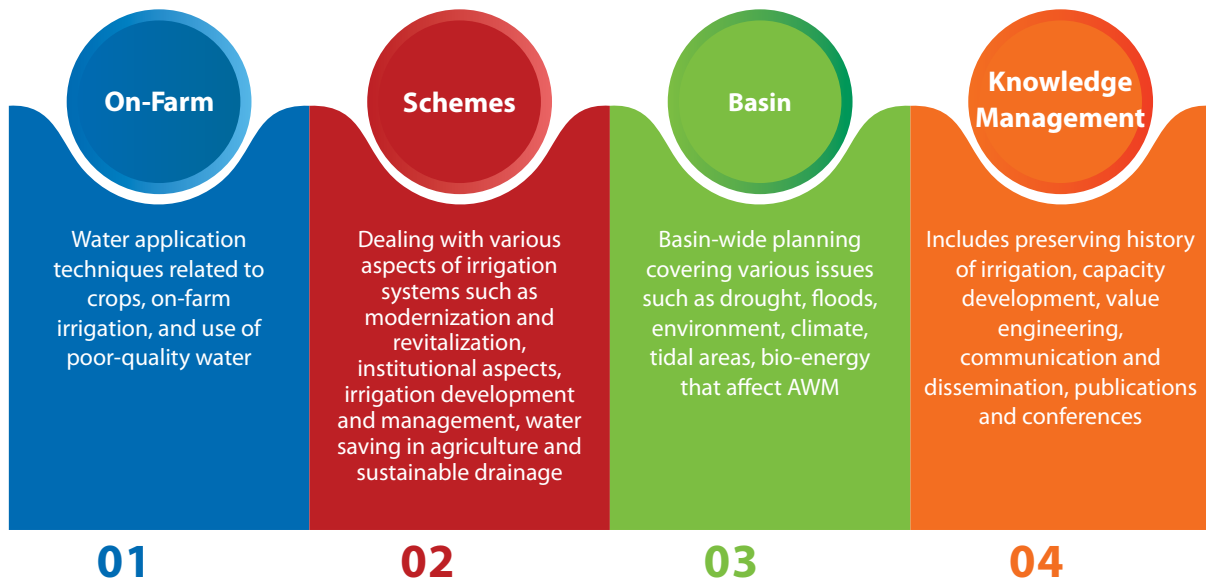 On-Farm
Water application
techniques related to
crops, on-farm
irrigation, and use of
poor-quality water
01
Schemes
Dealing with various
aspects of irrigation
systems such as
modernization and
revitalization,
institutional aspects,
irrigation development
and management, water
saving in agriculture and
sustainable drainage
02
Basin
Basin-wide planning
covering various issues
such as drought, floods,
environment, climate,
tidal areas, bio-energy
that affect AWM
03
Knowledge
Management
Includes preserving history
of irrigation, capacity
development, value
engineering,
communication and
dissemination, publications
and conferences
04